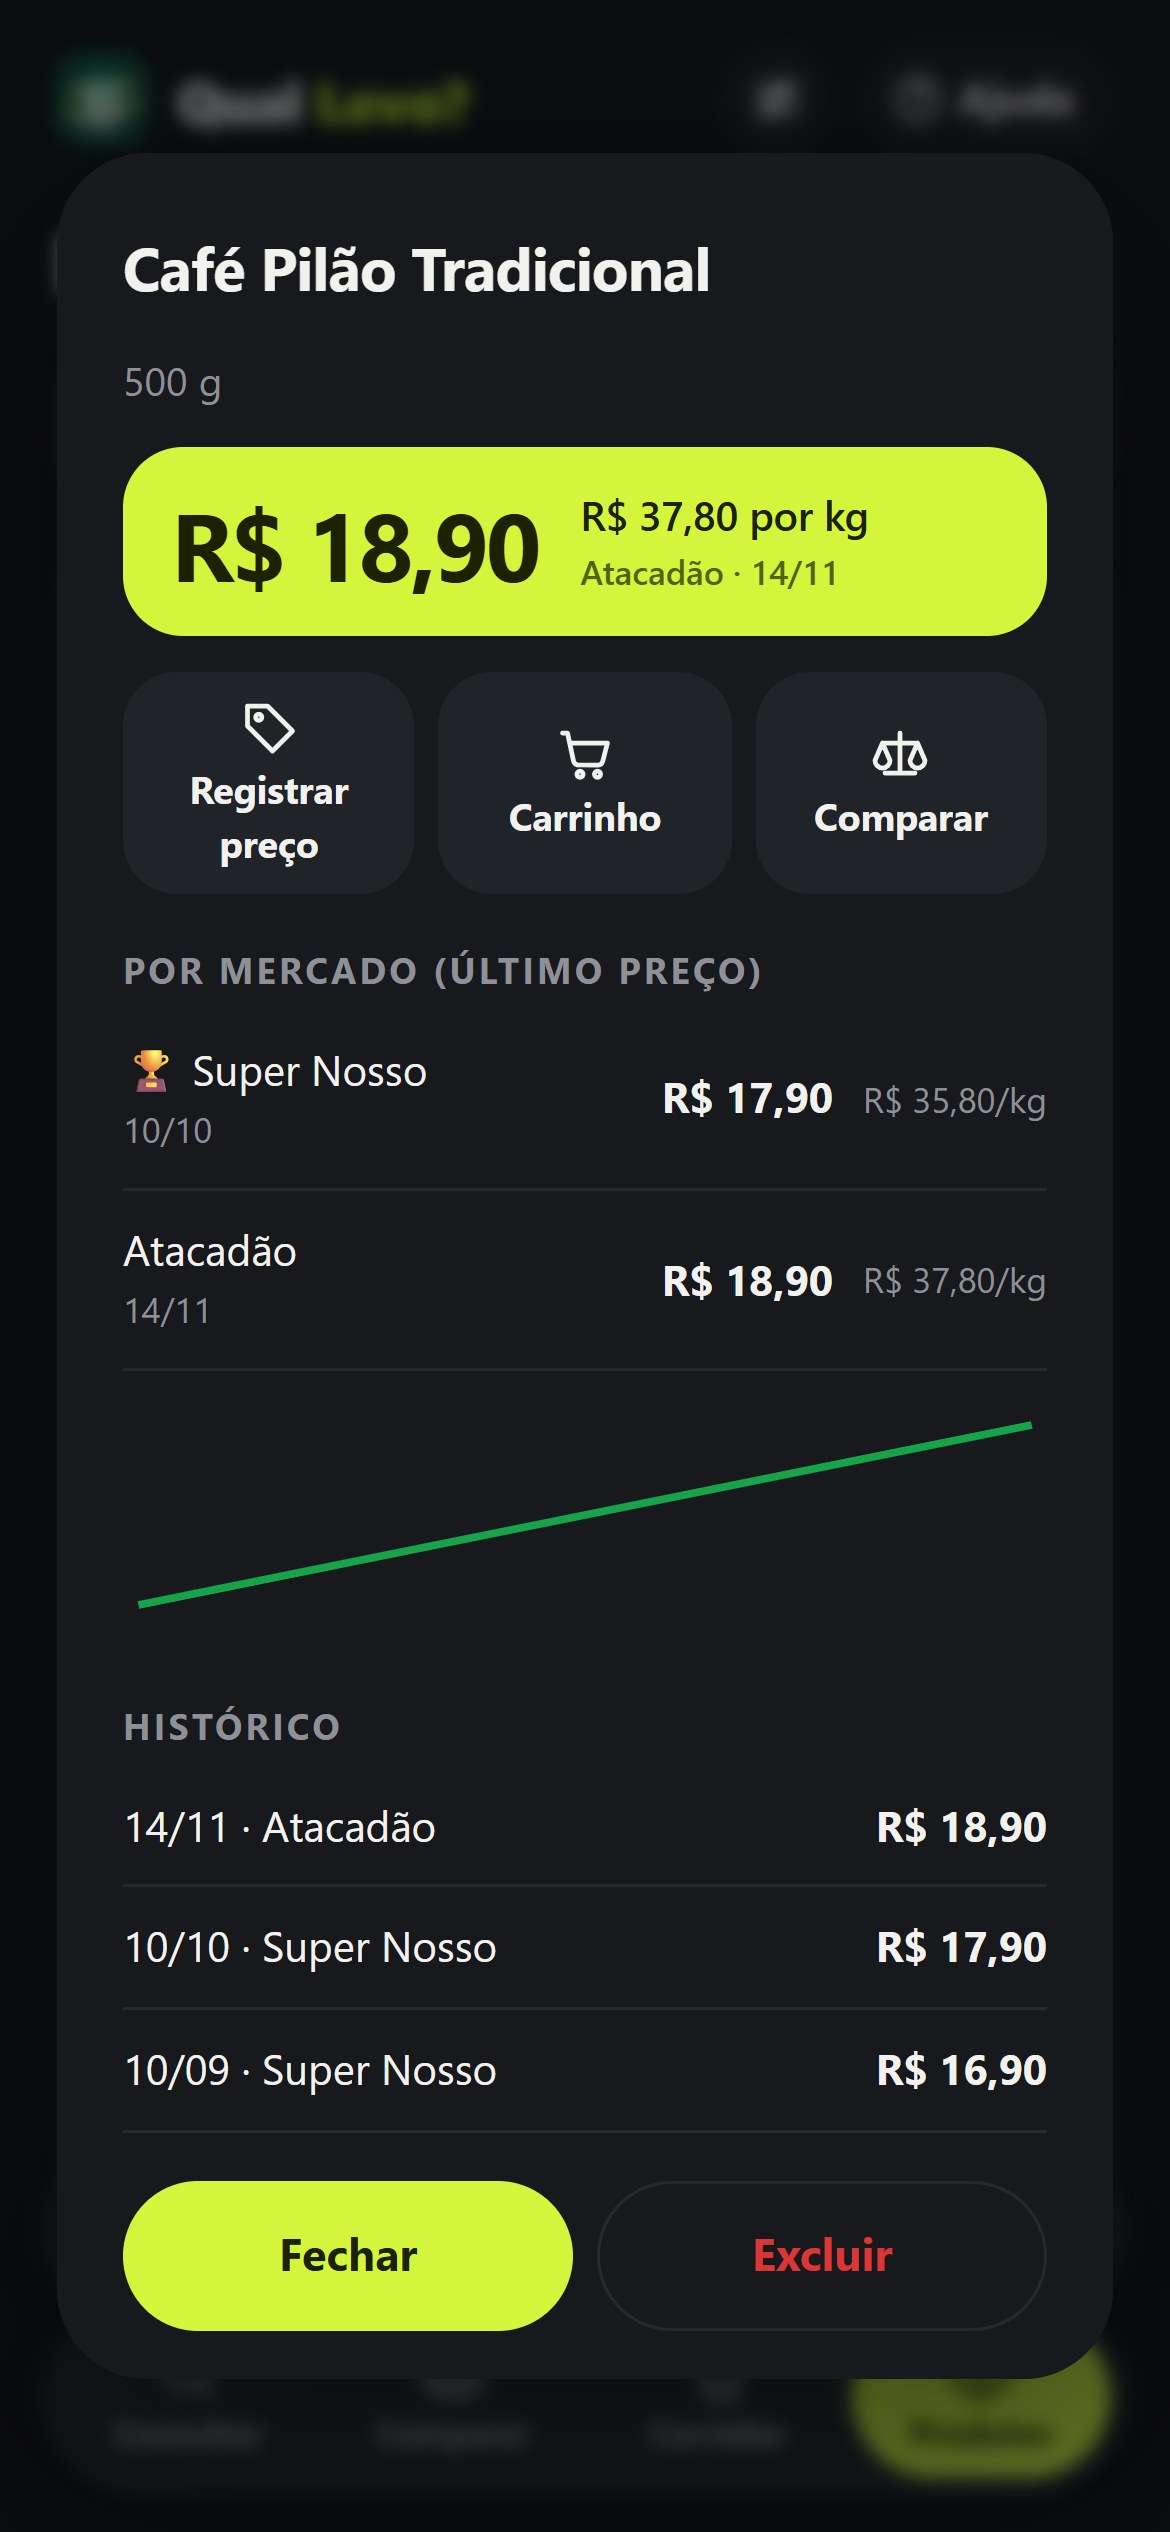 Qual Levo?
Ajuda
Café Pilão Tradicional
500 g
R$ 18,90
R$ 37,80 por kg
Atacadão · 14/11
Registrar
preço
Carrinho
Comparar
POR MERCADO (ÚLTIMO PREÇO)
🏆 Super Nosso
R$ 17,90 R$ 35,80/kg
10/10
Atacadão
R$ 18,90 R$ 37,80/kg
14/11
HISTÓRICO
14/11 · Atacadão R$ 18,90
10/10 · Super Nosso R$ 17,90
10/09 · Super Nosso R$ 16,90
Fechar
Excluir